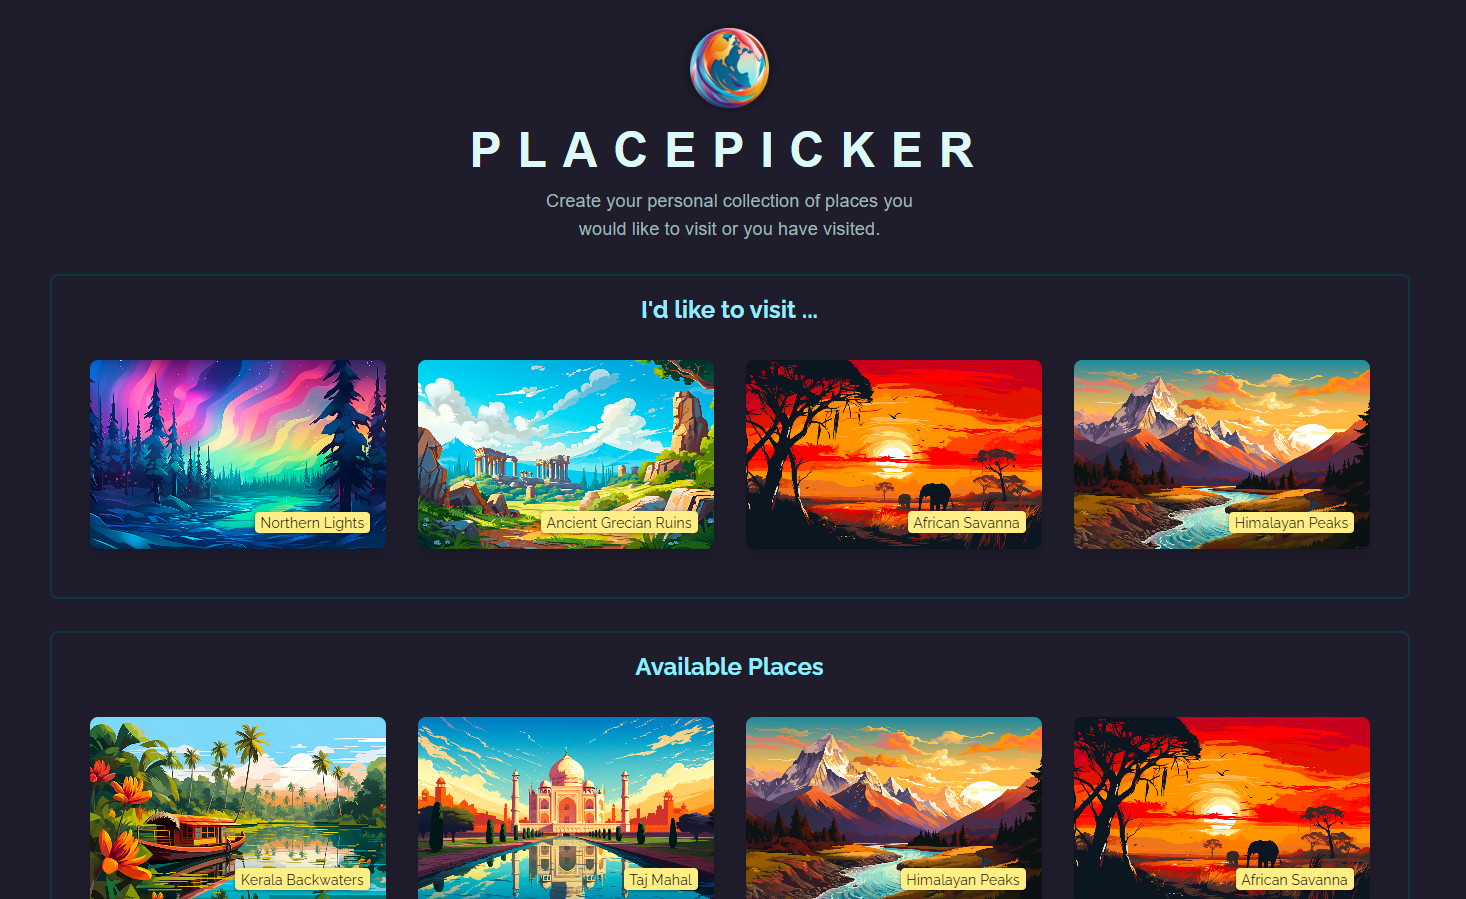 PLACEPICKER
Create your personal collection of places you
would like to visit or you have visited.
I'd like to visit ...
Northern Lights
Ancient Grecian Ruins
African Savanna
Himalayan Peaks
Available Places
Kerala Backwaters
Taj Mahal
Himalayan Peaks
African Savanna